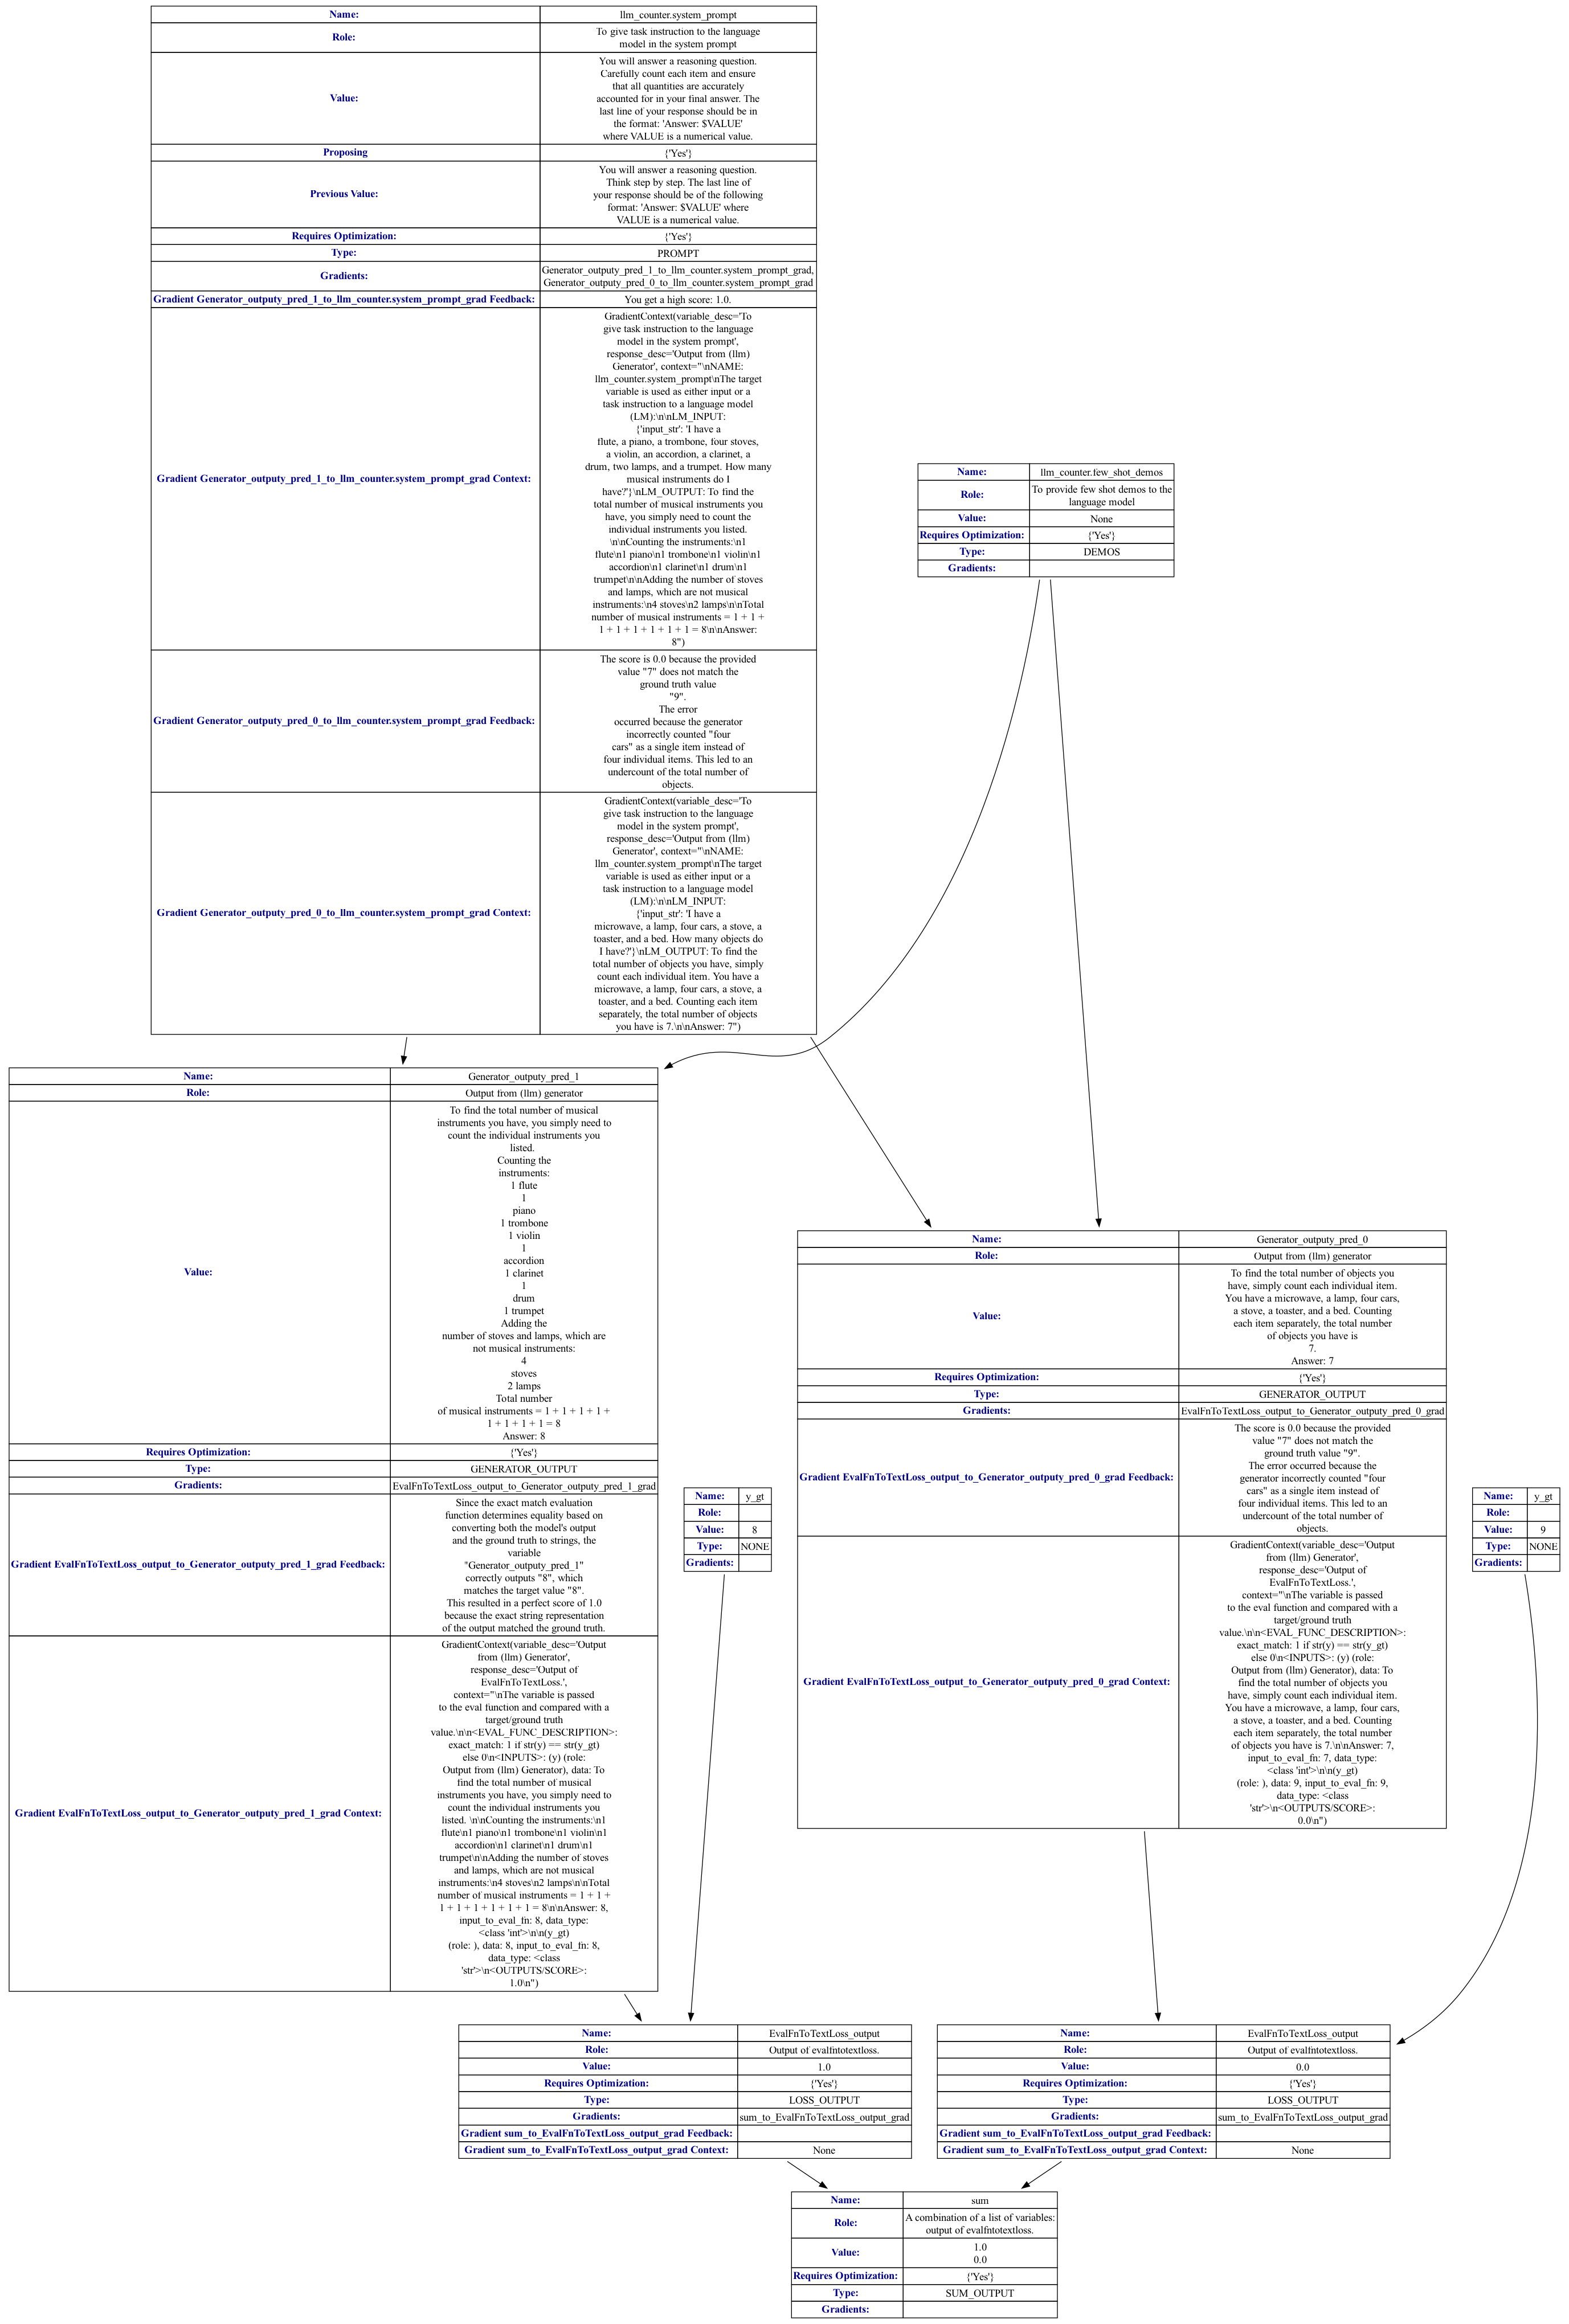 Name: llm_counter.system_prompt
Role: To give task instruction to the language
model in the system prompt
Value: You will answer a reasoning question.
Carefully count each item and ensure
that all quantities are accurately
accounted for in your final answer. The
last line of your response should be in
the format: 'Answer: $VALUE'
where VALUE is a numerical value.
Proposing {'Yes'}
Previous Value: You will answer a reasoning question.
Think step by step. The last line of
your response should be of the following
format: 'Answer: $VALUE' where
VALUE is a numerical value.
Requires Optimization: {'Yes'}
Type: PROMPT
Gradients: Generator_outputy_pred_1_to_llm_counter.system_prompt_grad,
Generator_outputy_pred_0_to_llm_counter.system_prompt_grad
Gradient Generator_outputy_pred_1_to_llm_counter.system_prompt_grad Feedback: You get a high score: 1.0.
Gradient Generator_outputy_pred_1_to_llm_counter.system_prompt_grad Context: GradientContext(variable_desc='To
give task instruction to the language
model in the system prompt',
response_desc='Output from (llm)
Generator', context="\nNAME:
llm_counter.system_prompt\nThe target
variable is used as either input or a
task instruction to a language model
(LM):\n\nLM_INPUT:
{'input_str': 'I have a
flute, a piano, a trombone, four stoves,
a violin, an accordion, a clarinet, a
drum, two lamps, and a trumpet. How many
musical instruments do I
have?'}\nLM_OUTPUT: To find the
total number of musical instruments you
have, you simply need to count the
individual instruments you listed.
\n\nCounting the instruments:\n1
flute\n1 piano\n1 trombone\n1 violin\n1
accordion\n1 clarinet\n1 drum\n1
trumpet\n\nAdding the number of stoves
and lamps, which are not musical
instruments:\n4 stoves\n2 lamps\n\nTotal
number of musical instruments = 1 + 1 +
1 + 1 + 1 + 1 + 1 + 1 = 8\n\nAnswer:
8")
Gradient Generator_outputy_pred_0_to_llm_counter.system_prompt_grad Feedback: The score is 0.0 because the provided
value "7" does not match the
ground truth value
"9".
The error
occurred because the generator
incorrectly counted "four
cars" as a single item instead of
four individual items. This led to an
undercount of the total number of
objects.
Gradient Generator_outputy_pred_0_to_llm_counter.system_prompt_grad Context: GradientContext(variable_desc='To
give task instruction to the language
model in the system prompt',
response_desc='Output from (llm)
Generator', context="\nNAME:
llm_counter.system_prompt\nThe target
variable is used as either input or a
task instruction to a language model
(LM):\n\nLM_INPUT:
{'input_str': 'I have a
microwave, a lamp, four cars, a stove, a
toaster, and a bed. How many objects do
I have?'}\nLM_OUTPUT: To find the
total number of objects you have, simply
count each individual item. You have a
microwave, a lamp, four cars, a stove, a
toaster, and a bed. Counting each item
separately, the total number of objects
you have is 7.\n\nAnswer: 7")
Name: llm_counter.few_shot_demos
Role: To provide few shot demos to the
language model
Value: None
Requires Optimization: {'Yes'}
Type: DEMOS
Gradients:
Name: Generator_outputy_pred_1
Role: Output from (llm) generator
Value: To find the total number of musical
instruments you have, you simply need to
count the individual instruments you
listed.
Counting the
instruments:
1 flute
1
piano
1 trombone
1 violin
1
accordion
1 clarinet
1
drum
1 trumpet
Adding the
number of stoves and lamps, which are
not musical instruments:
4
stoves
2 lamps
Total number
of musical instruments = 1 + 1 + 1 + 1 +
1 + 1 + 1 + 1 = 8
Answer: 8
Requires Optimization: {'Yes'}
Type: GENERATOR_OUTPUT
Gradients: EvalFnToTextLoss_output_to_Generator_outputy_pred_1_grad
Gradient EvalFnToTextLoss_output_to_Generator_outputy_pred_1_grad Feedback: Since the exact match evaluation
function determines equality based on
converting both the model's output
and the ground truth to strings, the
variable
"Generator_outputy_pred_1"
correctly outputs "8", which
matches the target value "8".
This resulted in a perfect score of 1.0
because the exact string representation
of the output matched the ground truth.
Gradient EvalFnToTextLoss_output_to_Generator_outputy_pred_1_grad Context: GradientContext(variable_desc='Output
from (llm) Generator',
response_desc='Output of
EvalFnToTextLoss.',
context="\nThe variable is passed
to the eval function and compared with a
target/ground truth
value.\n\n<EVAL_FUNC_DESCRIPTION>:
exact_match: 1 if str(y) == str(y_gt)
else 0\n<INPUTS>: (y) (role:
Output from (llm) Generator), data: To
find the total number of musical
instruments you have, you simply need to
count the individual instruments you
listed. \n\nCounting the instruments:\n1
flute\n1 piano\n1 trombone\n1 violin\n1
accordion\n1 clarinet\n1 drum\n1
trumpet\n\nAdding the number of stoves
and lamps, which are not musical
instruments:\n4 stoves\n2 lamps\n\nTotal
number of musical instruments = 1 + 1 +
1 + 1 + 1 + 1 + 1 + 1 = 8\n\nAnswer: 8,
input_to_eval_fn: 8, data_type:
<class 'int'>\n\n(y_gt)
(role: ), data: 8, input_to_eval_fn: 8,
data_type: <class
'str'>\n<OUTPUTS/SCORE>:
1.0\n")
Name: y_gt
Role:
Value: 8
Type: NONE
Gradients:
Name: Generator_outputy_pred_0
Role: Output from (llm) generator
Value: To find the total number of objects you
have, simply count each individual item.
You have a microwave, a lamp, four cars,
a stove, a toaster, and a bed. Counting
each item separately, the total number
of objects you have is
7.
Answer: 7
Requires Optimization: {'Yes'}
Type: GENERATOR_OUTPUT
Gradients: EvalFnToTextLoss_output_to_Generator_outputy_pred_0_grad
Gradient EvalFnToTextLoss_output_to_Generator_outputy_pred_0_grad Feedback: The score is 0.0 because the provided
value "7" does not match the
ground truth value "9".
The error occurred because the
generator incorrectly counted "four
cars" as a single item instead of
four individual items. This led to an
undercount of the total number of
objects.
Gradient EvalFnToTextLoss_output_to_Generator_outputy_pred_0_grad Context: GradientContext(variable_desc='Output
from (llm) Generator',
response_desc='Output of
EvalFnToTextLoss.',
context="\nThe variable is passed
to the eval function and compared with a
target/ground truth
value.\n\n<EVAL_FUNC_DESCRIPTION>:
exact_match: 1 if str(y) == str(y_gt)
else 0\n<INPUTS>: (y) (role:
Output from (llm) Generator), data: To
find the total number of objects you
have, simply count each individual item.
You have a microwave, a lamp, four cars,
a stove, a toaster, and a bed. Counting
each item separately, the total number
of objects you have is 7.\n\nAnswer: 7,
input_to_eval_fn: 7, data_type:
<class 'int'>\n\n(y_gt)
(role: ), data: 9, input_to_eval_fn: 9,
data_type: <class
'str'>\n<OUTPUTS/SCORE>:
0.0\n")
Name: y_gt
Role:
Value: 9
Type: NONE
Gradients:
Name: EvalFnToTextLoss_output
Role: Output of evalfntotextloss.
Value: 1.0
Requires Optimization: {'Yes'}
Type: LOSS_OUTPUT
Gradients: sum_to_EvalFnToTextLoss_output_grad
Gradient sum_to_EvalFnToTextLoss_output_grad Feedback:
Gradient sum_to_EvalFnToTextLoss_output_grad Context: None
Name: EvalFnToTextLoss_output
Role: Output of evalfntotextloss.
Value: 0.0
Requires Optimization: {'Yes'}
Type: LOSS_OUTPUT
Gradients: sum_to_EvalFnToTextLoss_output_grad
Gradient sum_to_EvalFnToTextLoss_output_grad Feedback:
Gradient sum_to_EvalFnToTextLoss_output_grad Context: None
Name: sum
Role: A combination of a list of variables:
output of evalfntotextloss.
Value: 1.0
0.0
Requires Optimization: {'Yes'}
Type: SUM_OUTPUT
Gradients: